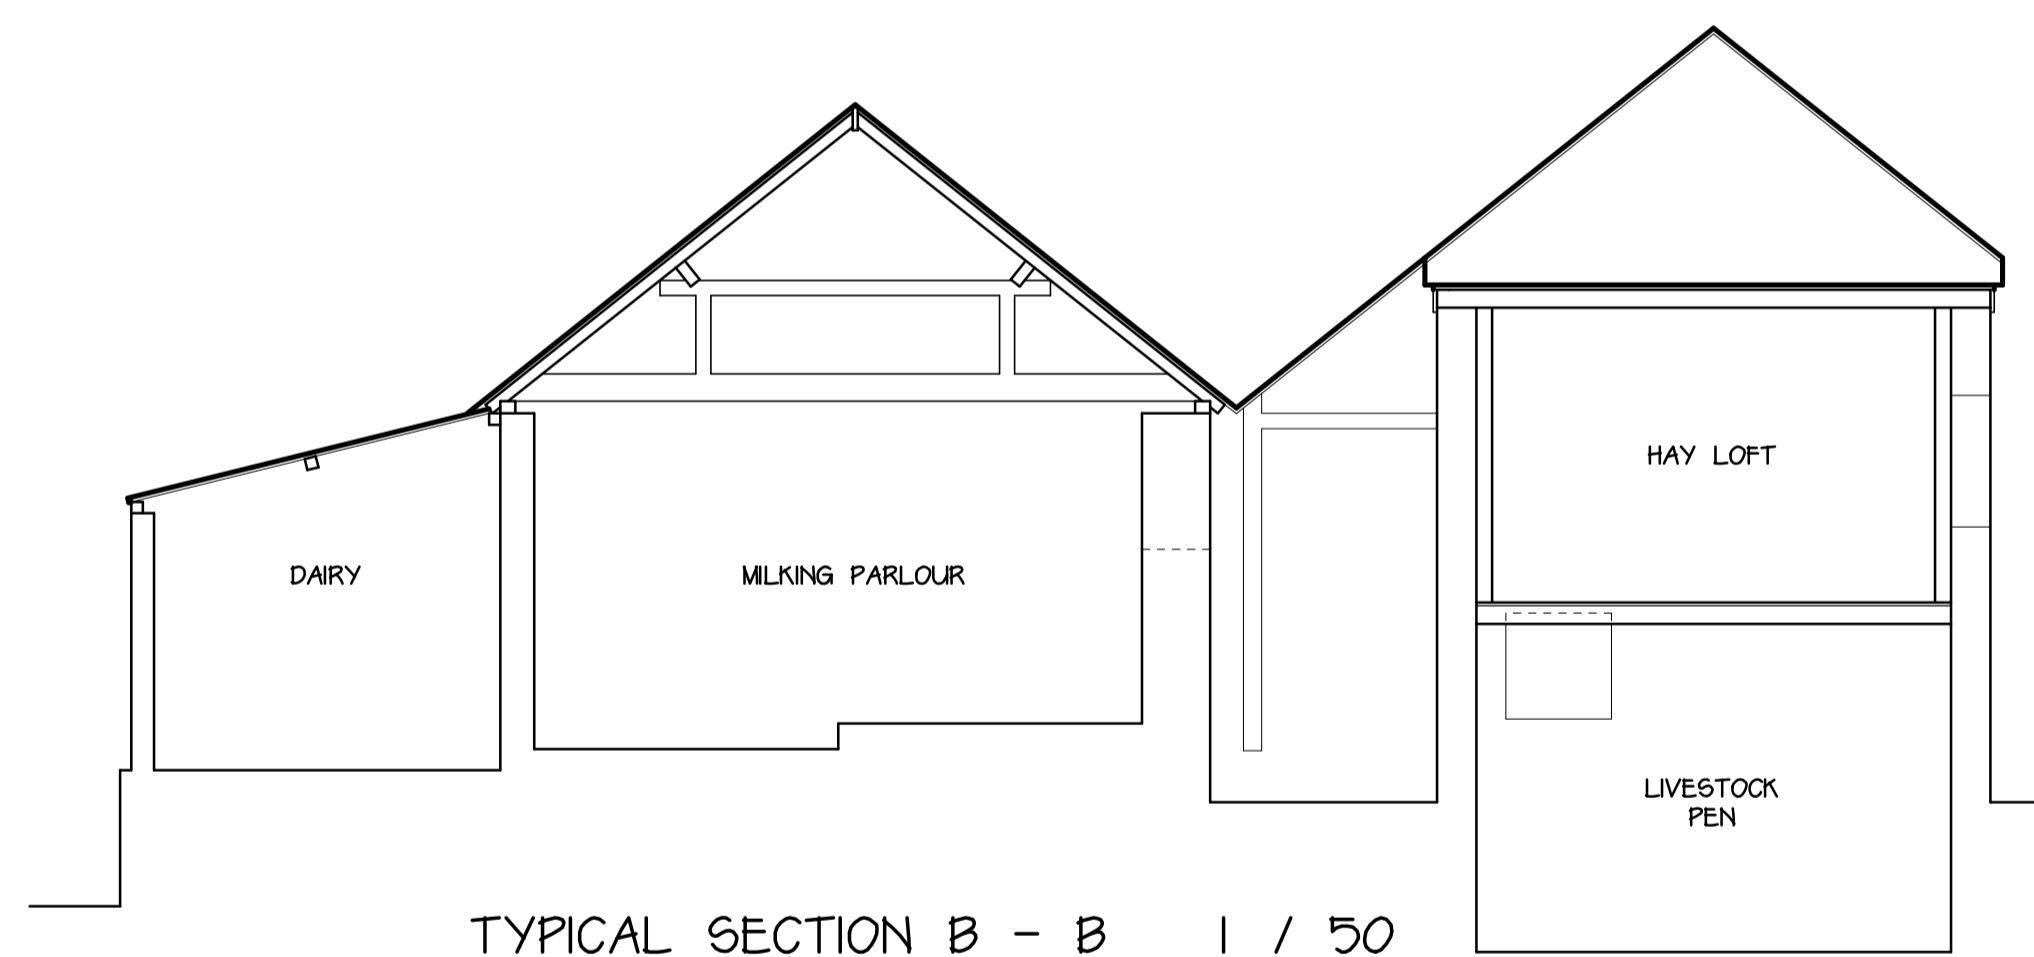 HAY LOFT
DAIRY
MILKING PARLOUR
LIVESTOCK
PEN
TYPICAL SECTION B - B 1 / 50